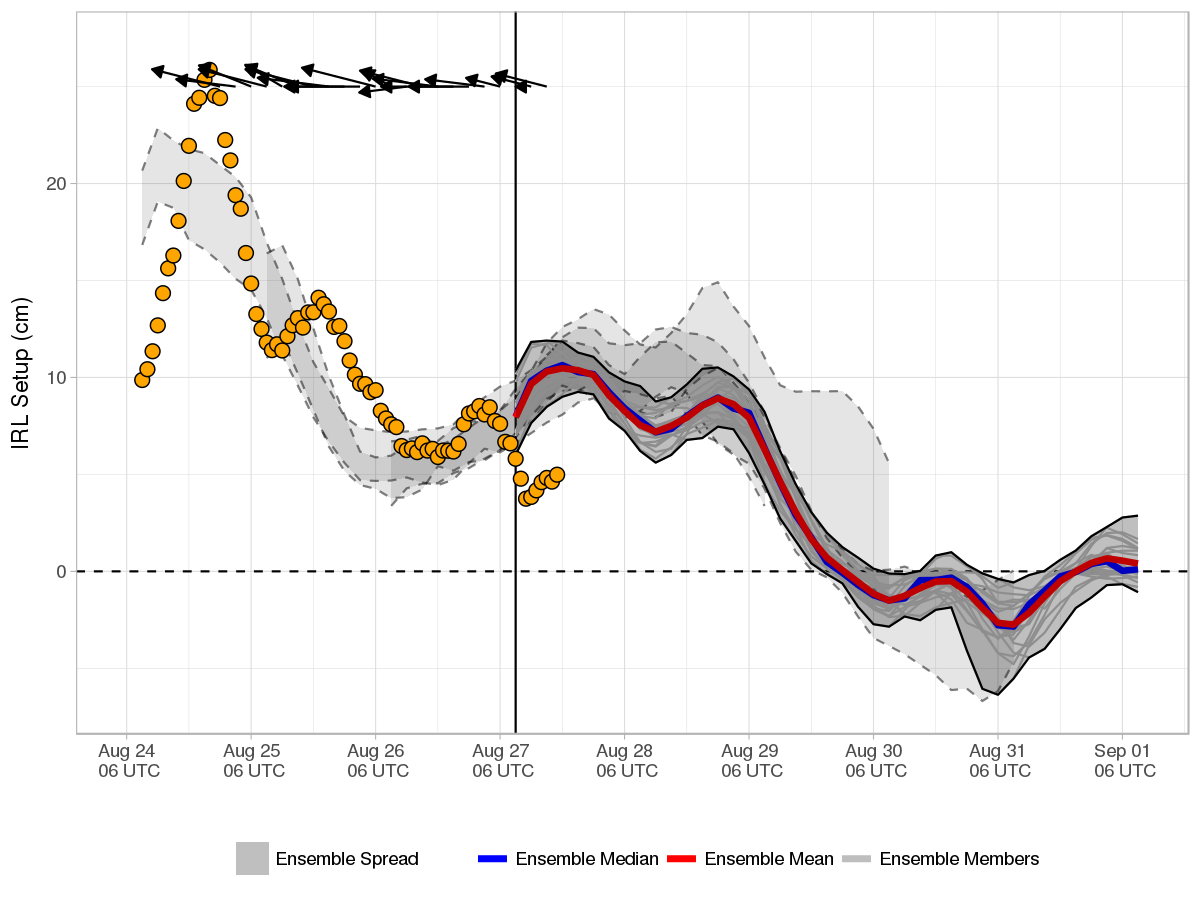 IRL Setup (cm)
20
10
0
Aug 24 Aug 25 Aug 26 Aug 27 Aug 28 Aug 29 Aug 30 Aug 31 Sep 01
06 UTC 06 UTC 06 UTC 06 UTC 06 UTC 06 UTC 06 UTC 06 UTC 06 UTC
Ensemble Spread Ensemble Median Ensemble Mean Ensemble Members